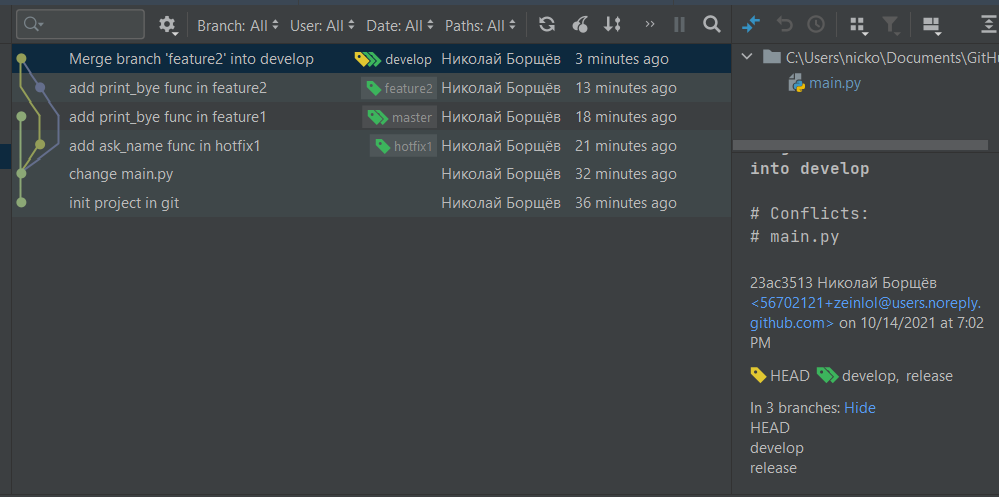 Branch: All User: All Date: All Paths: All
Merge branch 'feature2' into develop develop Николай Борщёв 3 minutes ago
add print_bye func in feature2 feature2 Николай Борщёв 13 minutes ago
add print_bye func in feature1 master Николай Борщёв 18 minutes ago
add ask_name func in hotfix1 hotfix1 Николай Борщёв 21 minutes ago
change main.py Николай Борщёв 32 minutes ago
init project in git Николай Борщёв 36 minutes ago
C:\Users\nicko\Documents\GitH
main.py
into develop
# Conflicts:
# main.py
23ac3513 Николай Борщёв
<56702121+zeinlol@users.noreply.
github.com> on 10/14/2021 at 7:02
PM
HEAD develop, release
In 3 branches: Hide
HEAD
develop
release